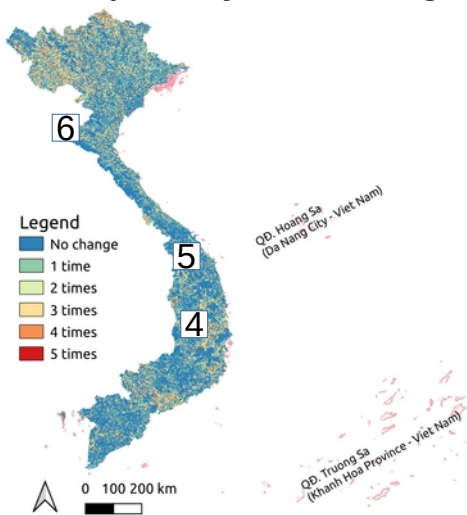 6
QĐ. Hoang Sa
(Da Nang City - Viet Nam)
Legend
No change
1 time
2 times
3 times
4 times
5 times
5
4
QĐ. Truong Sa
(Khanh Hoa Province - Viet Nam)
0 100 200 km